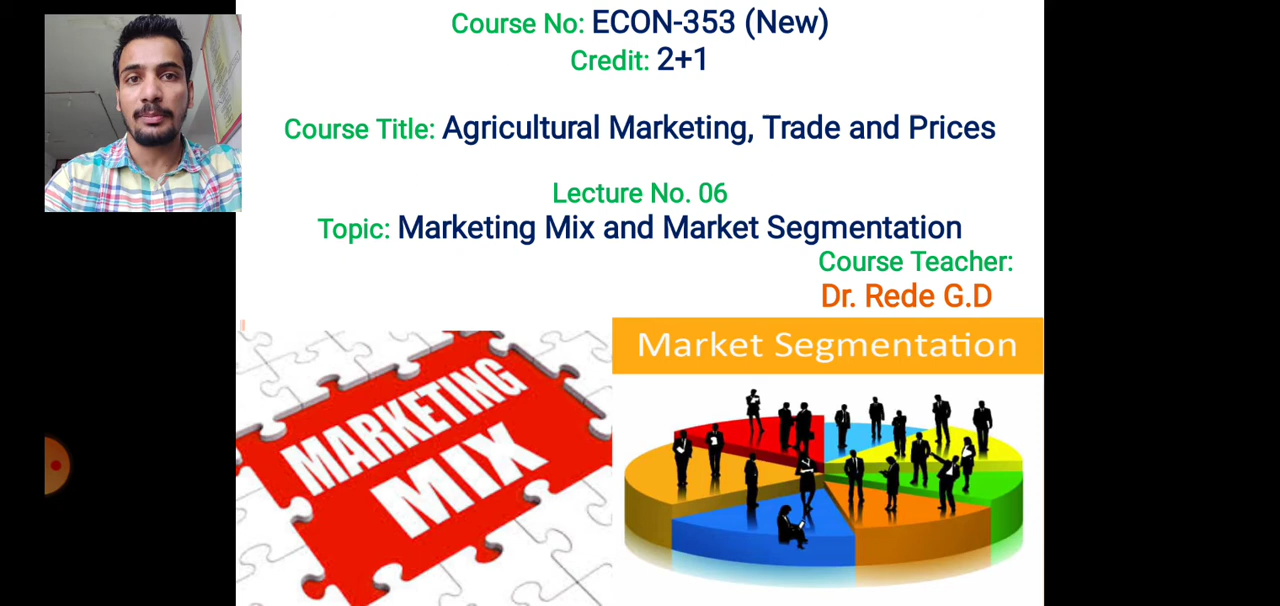 Course No: ECON-353 (New)
Credit: 2+1
Course Title: Agricultural Marketing, Trade and Prices
Lecture No. 06
Topic: Marketing Mix and Market Segmentation
Course Teacher:
Dr. Rede G.D
MARKETING
MIX
Market Segmentation